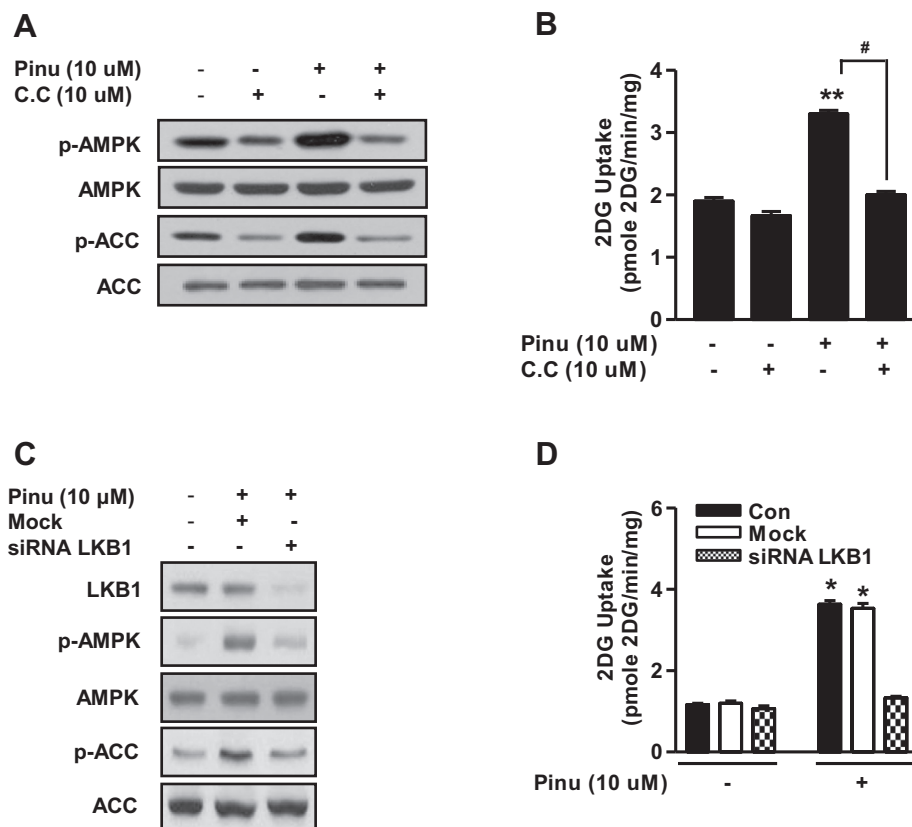 A
Pinu (10 uM) - - + +
C.C (10 uM) - + - +
p-AMPK
AMPK
p-ACC
ACC
B
#
**
4
3
2
1
0
2DG Uptake
(pmole 2DG/min/mg)
Pinu (10 uM) - - + +
C.C (10 uM) - + - +
C
Pinu (10 µM) - + +
Mock - + -
siRNA LKB1 - - +
LKB1
p-AMPK
AMPK
p-ACC
ACC
D
Con
Mock
siRNA LKB1
* *
6
4
2
0
2DG Uptake
(pmole 2DG/min/mg)
Pinu (10 uM) - +